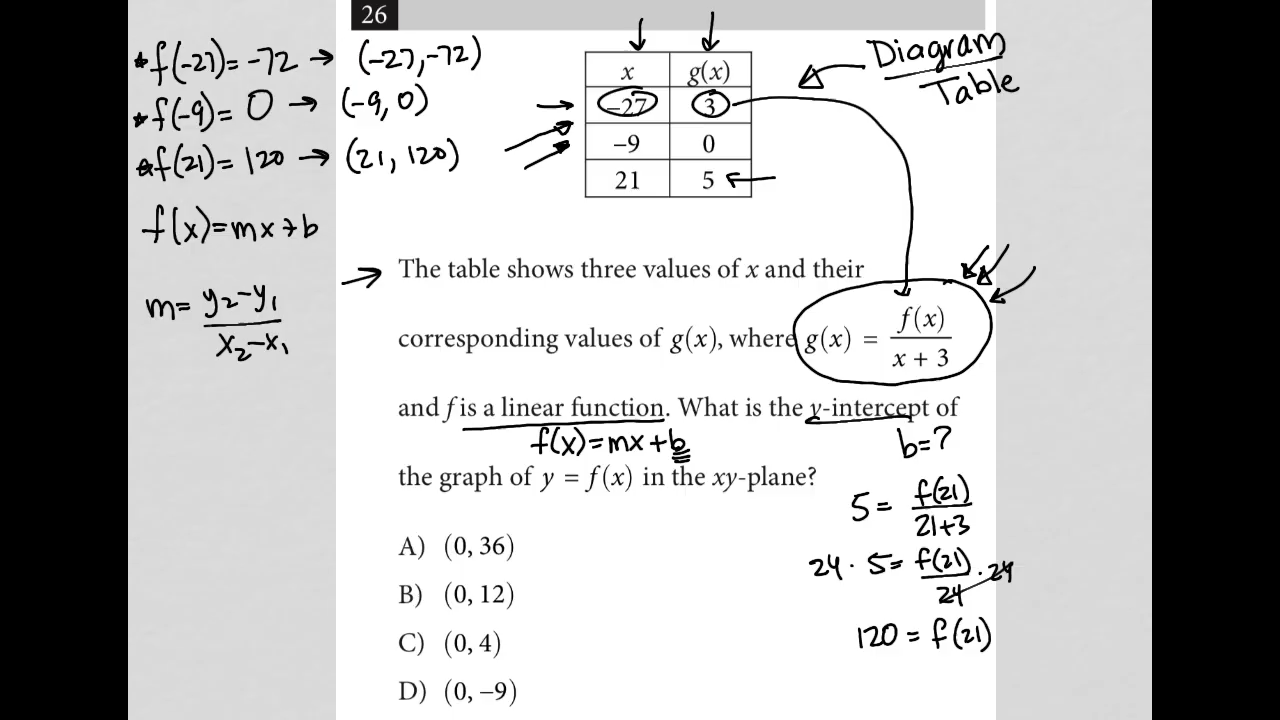 26
*f(-27) = -72 → (-27, -72)
*f(-9) = 0 → (-9, 0)
*f(21) = 120 → (21, 120)
f(x) = mx + b
m = y₂ - y₁ / x₂ - x₁
Diagram
Table
x g(x)
–27 3
–9 0
21 5
The table shows three values of x and their
corresponding values of g(x), where g(x) = f(x) / x + 3
and f is a linear function. What is the y-intercept of
f(x) = mx + b
b = ?
the graph of y = f(x) in the xy-plane?
A) (0, 36)
B) (0, 12)
C) (0, 4)
D) (0, –9)
5 = f(21) / 21+3
24 · 5 = f(21) / 24 · 24
120 = f(21)